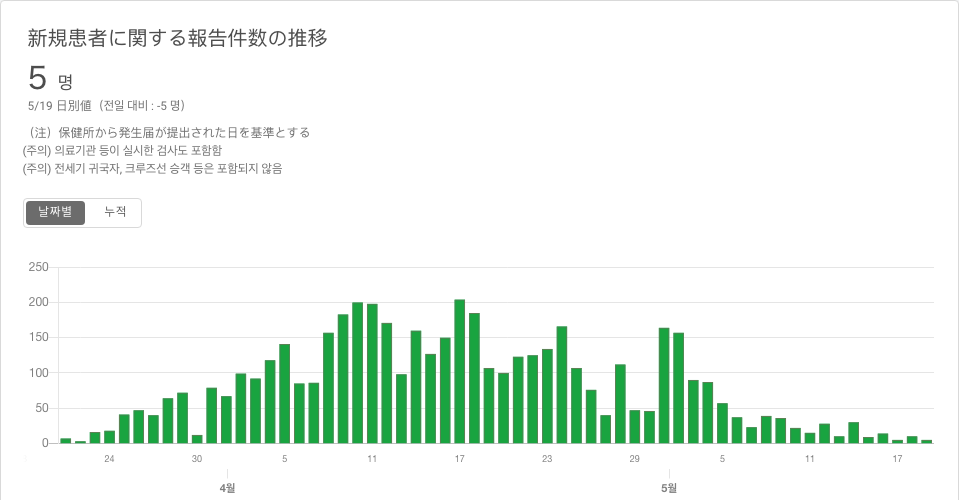 新規患者に関する報告件数の推移
5 명
5/19 日別値（전일 대비 : -5 명）
（注）保健所から発生届が提出された日を基準とする
(주의) 의료기관 등이 실시한 검사도 포함함
(주의) 전세기 귀국자, 크루즈선 승객 등은 포함되지 않음
날짜별 누적
250
200
150
100
50
0
24 30 5 11 17 23 29 5 11 17
4월 5월